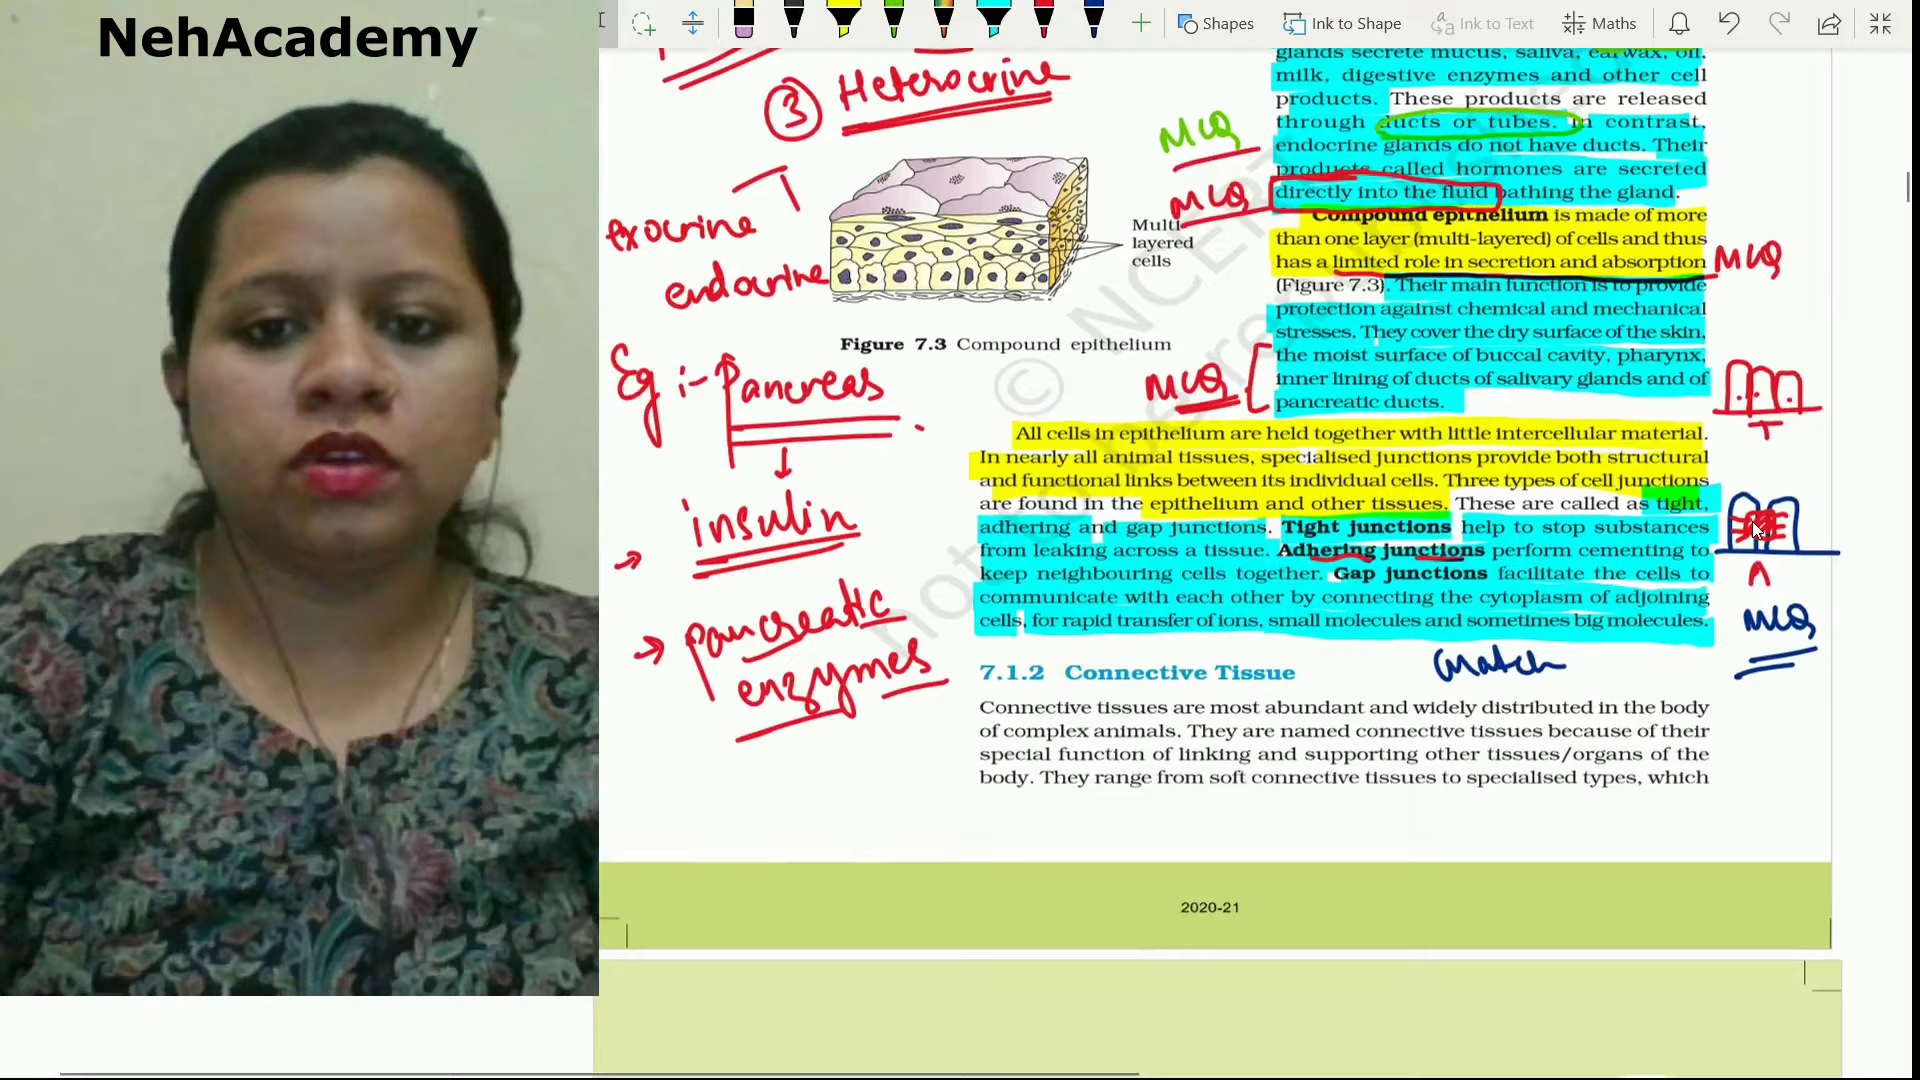 NehAcademy
Shapes
Ink to Shape
Ink to Text
Maths
glands secrete mucus, saliva, earwax, oil,
milk, digestive enzymes and other cell
products. These products are released
through ducts or tubes. In contrast,
endocrine glands do not have ducts. Their
products called hormones are secreted
directly into the fluid bathing the gland.
Compound epithelium is made of more
than one layer (multi-layered) of cells and thus
has a limited role in secretion and absorption
(Figure 7.3). Their main function is to provide
protection against chemical and mechanical
stresses. They cover the dry surface of the skin,
the moist surface of buccal cavity, pharynx,
inner lining of ducts of salivary glands and of
pancreatic ducts.
③ Heterocrine
MCQ
MCQ
MCQ
exocrine
endocrine
Multi-
layered
cells
Figure 7.3 Compound epithelium
Eg :- Pancreas
MCQ
T
insulin
pancreatic
enzymes
All cells in epithelium are held together with little intercellular material.
In nearly all animal tissues, specialised junctions provide both structural
and functional links between its individual cells. Three types of cell junctions
are found in the epithelium and other tissues. These are called as tight,
adhering and gap junctions. Tight junctions help to stop substances
from leaking across a tissue. Adhering junctions perform cementing to
keep neighbouring cells together. Gap junctions facilitate the cells to
communicate with each other by connecting the cytoplasm of adjoining
cells, for rapid transfer of ions, small molecules and sometimes big molecules.
A
MCQ
match
7.1.2 Connective Tissue
Connective tissues are most abundant and widely distributed in the body
of complex animals. They are named connective tissues because of their
special function of linking and supporting other tissues/organs of the
body. They range from soft connective tissues to specialised types, which
2020-21